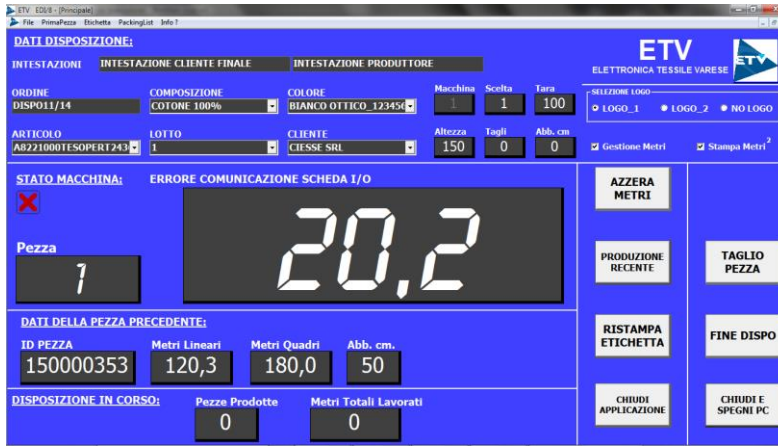 ETV EDI/8 - [Principale]
File PrimaPezza Etichetta PackingList Info ?
DATI DISPOSIZIONE:
INTESTAZIONI INTESTAZIONE CLIENTE FINALE INTESTAZIONE PRODUTTORE
ETV
ELETTRONICA TESSILE VARESE
ETV
ORDINE COMPOSIZIONE COLORE Macchina Scelta Tara
DISPO11/14 COTONE 100% BIANCO OTTICO_123456 1 1 100
SELEZIONE LOGO
LOGO_1 LOGO_2 NO LOGO
ARTICOLO LOTTO CLIENTE Altezza Tagli Abb. cm
A8221000TESOPERT243 1 CIESSE SRL 150 0 0
Gestione Metri Stampa Metri 2
STATO MACCHINA: ERRORE COMUNICAZIONE SCHEDA I/O
20,2
Pezza
1
AZZERA
METRI
PRODUZIONE
RECENTE
TAGLIO
PEZZA
DATI DELLA PEZZA PRECEDENTE:
ID PEZZA Metri Lineari Metri Quadri Abb. cm.
150000353 120,3 180,0 50
RISTAMPA
ETICHETTA
FINE DISPO
DISPOSIZIONE IN CORSO: Pezze Prodotte Metri Totali Lavorati
0 0
CHIUDI
APPLICAZIONE
CHIUDI E
SPEGNI PC